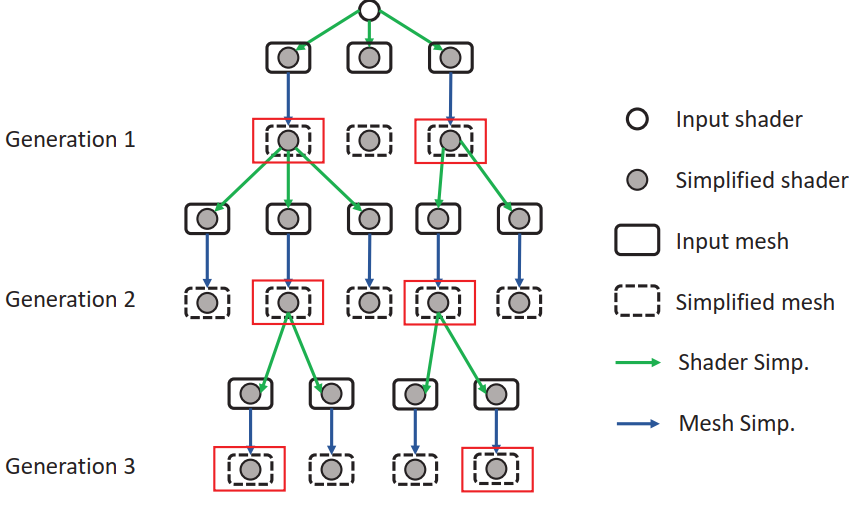 Generation 1
Generation 2
Generation 3
Input shader
Simplified shader
Input mesh
Simplified mesh
Shader Simp.
Mesh Simp.